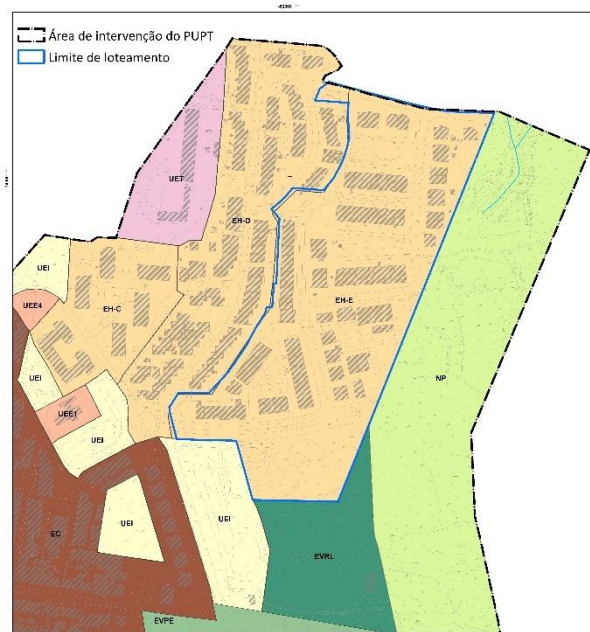 Área de intervenção do PUPT
Limite de loteamento
UET
EH-D
UEI
EH-C
EH-E
UEE4
NP
UEI
UEE1
UEI
UEI
UEI
EC
EVRL
EVPE